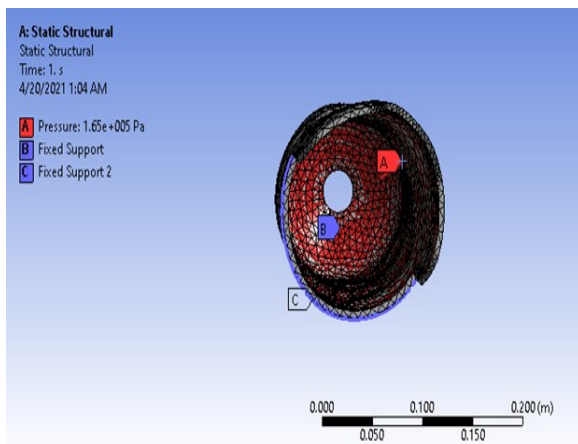 A: Static Structural
Static Structural
Time: 1. s
4/20/2021 1:04 AM
A Pressure: 1.65e+005 Pa
B Fixed Support
C Fixed Support 2
A
B
C
0.000 0.100 0.200 (m)
0.050 0.150